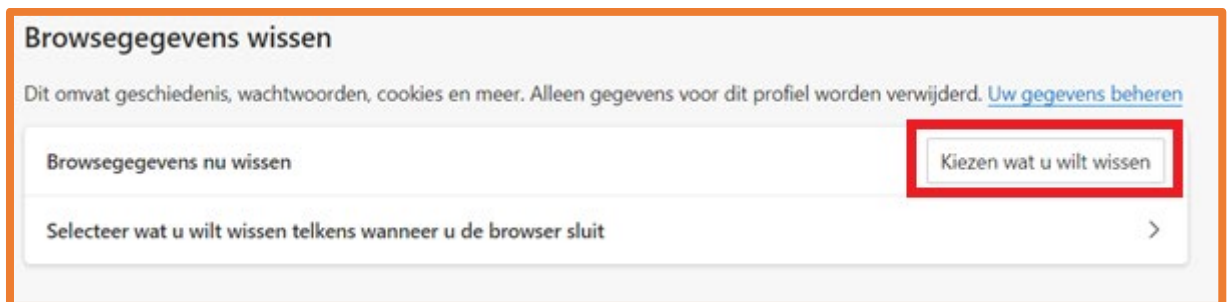 Browsegegevens wissen
Dit omvat geschiedenis, wachtwoorden, cookies en meer. Alleen gegevens voor dit profiel worden verwijderd. Uw gegevens beheren
Browsegegevens nu wissen Kiezen wat u wilt wissen
Selecteer wat u wilt wissen telkens wanneer u de browser sluit